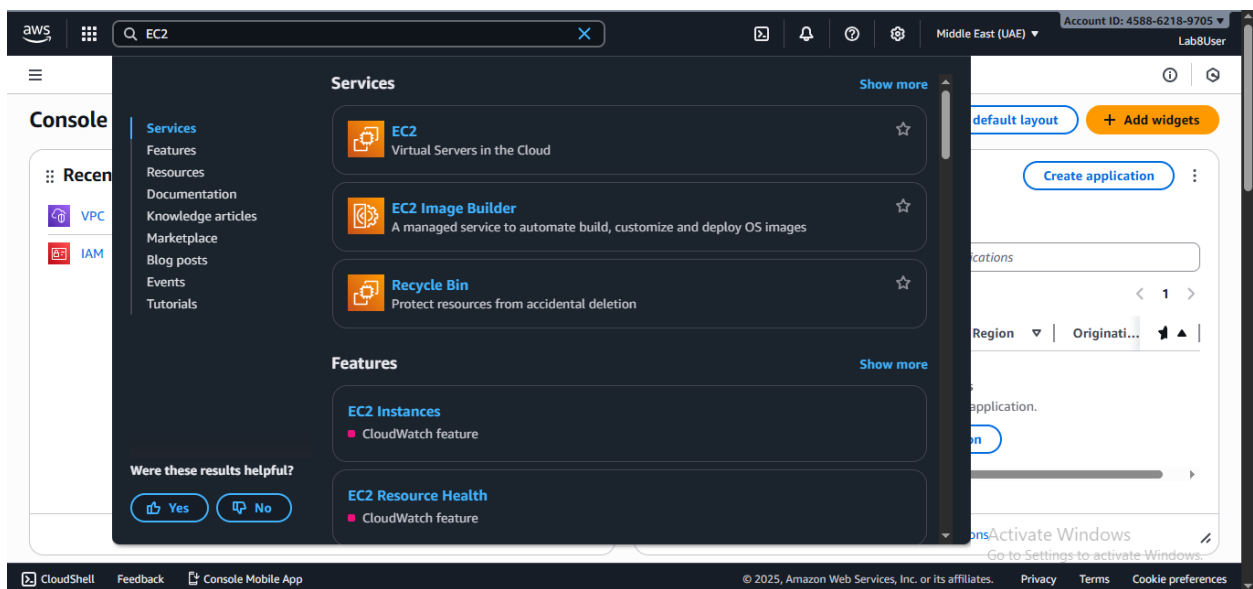 aws
EC2
Middle East (UAE) ▼
Account ID: 4588-6218-9705 ▼
Lab8User
Console
default layout
+ Add widgets
Recen
VPC
IAM
Services
Features
Resources
Documentation
Knowledge articles
Marketplace
Blog posts
Events
Tutorials
Were these results helpful?
Yes
No
Services
Show more
EC2
Virtual Servers in the Cloud
EC2 Image Builder
A managed service to automate build, customize and deploy OS images
Recycle Bin
Protect resources from accidental deletion
Features
Show more
EC2 Instances
CloudWatch feature
EC2 Resource Health
CloudWatch feature
Create application
ications
1
Region
Originati...
s
application.
on
ons
Activate Windows
Go to Settings to activate Windows.
CloudShell
Feedback
Console Mobile App
© 2025, Amazon Web Services, Inc. or its affiliates.
Privacy
Terms
Cookie preferences